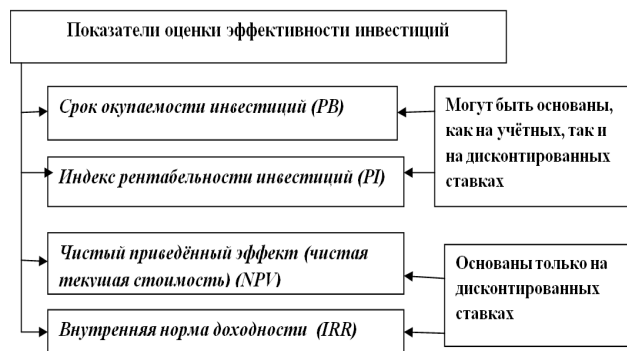 Показатели оценки эффективности инвестиций
Срок окупаемости инвестиций (PB)
Индекс рентабельности инвестиций (PI)
Могут быть основаны,
как на учётных, так и
на дисконтированных
ставках
Чистый приведённый эффект (чистая
текущая стоимость) (NPV)
Внутренняя норма доходности (IRR)
Основаны только на
дисконтированных
ставках